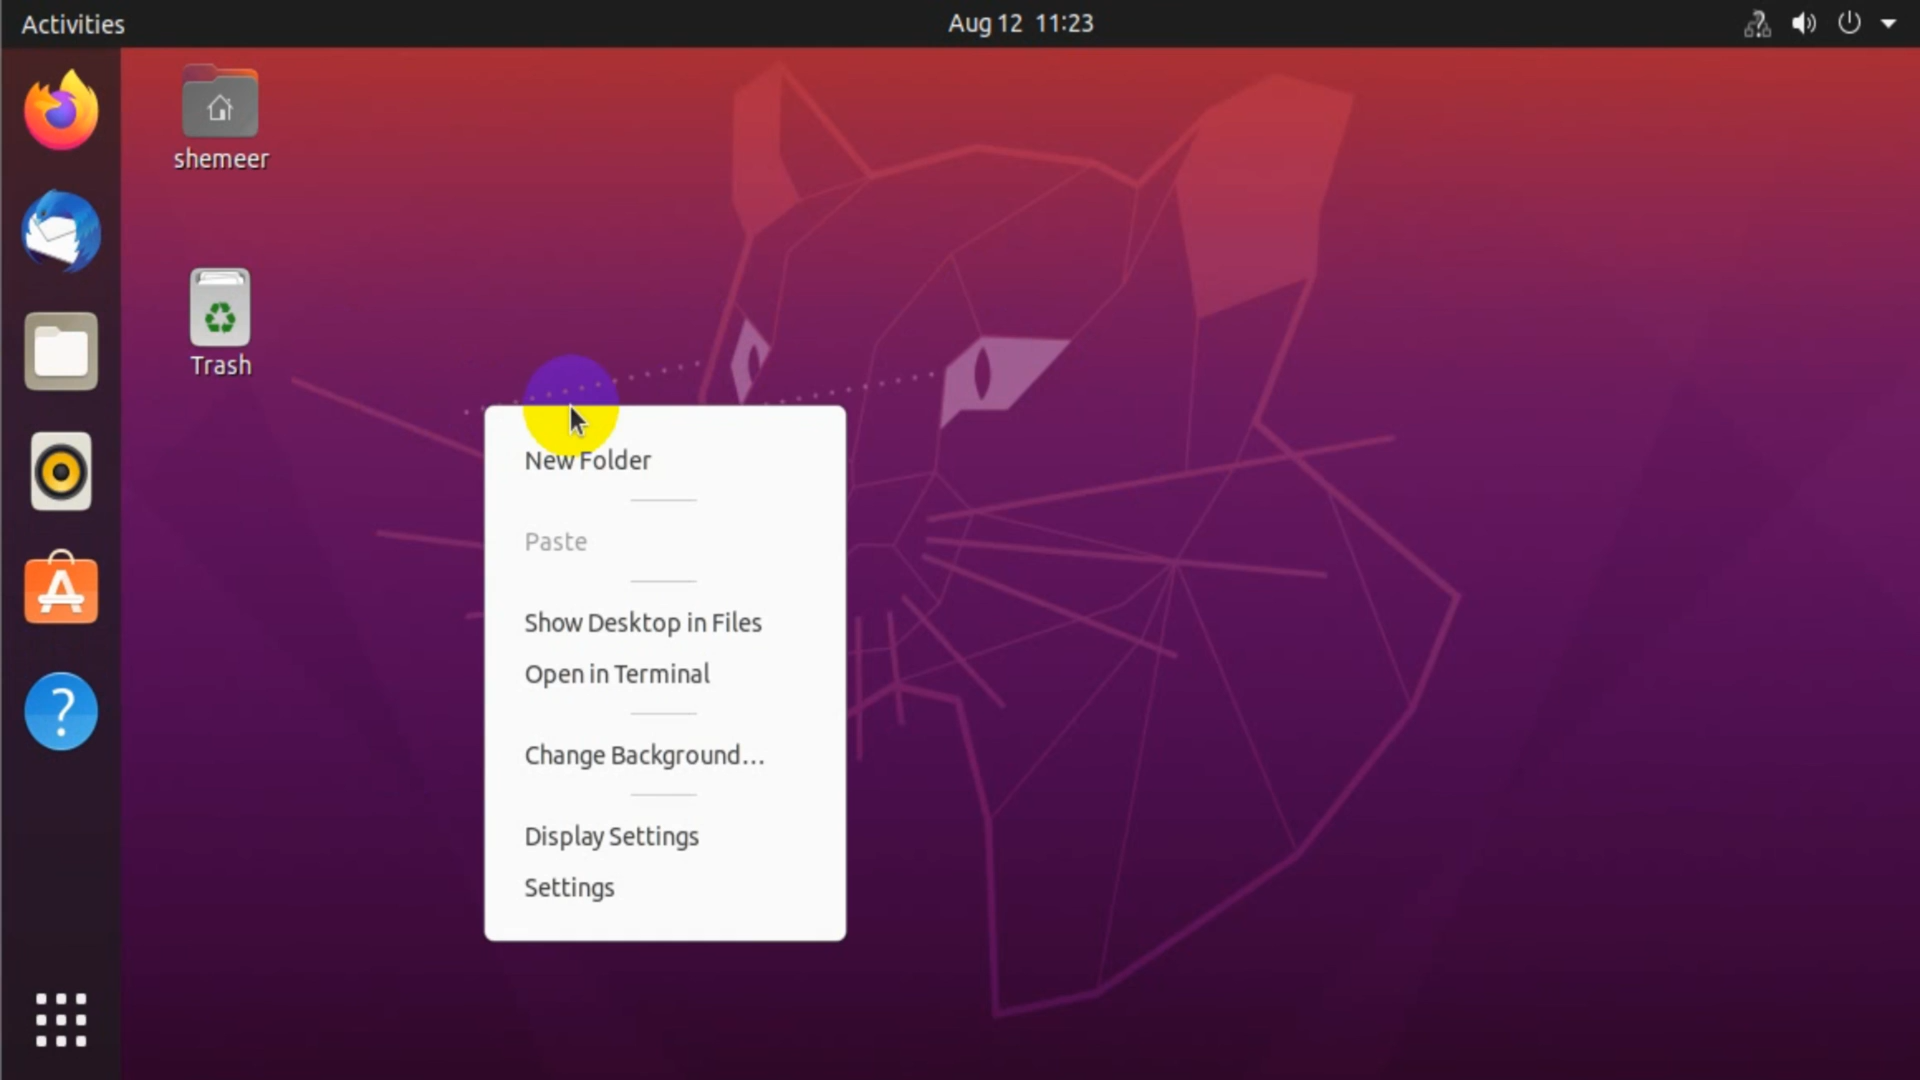 Activities
Aug 12 11:23
shemeer
Trash
New Folder
Paste
Show Desktop in Files
Open in Terminal
Change Background...
Display Settings
Settings